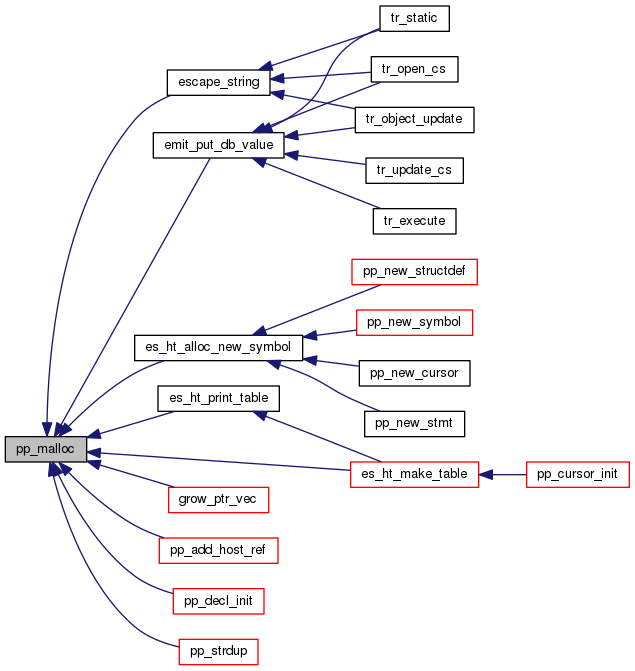 tr_static
escape_string
tr_open_cs
tr_object_update
emit_put_db_value
tr_update_cs
tr_execute
pp_new_structdef
pp_new_symbol
es_ht_alloc_new_symbol
pp_new_cursor
es_ht_print_table
pp_new_stmt
pp_malloc
es_ht_make_table
pp_cursor_init
grow_ptr_vec
pp_add_host_ref
pp_decl_init
pp_strdup